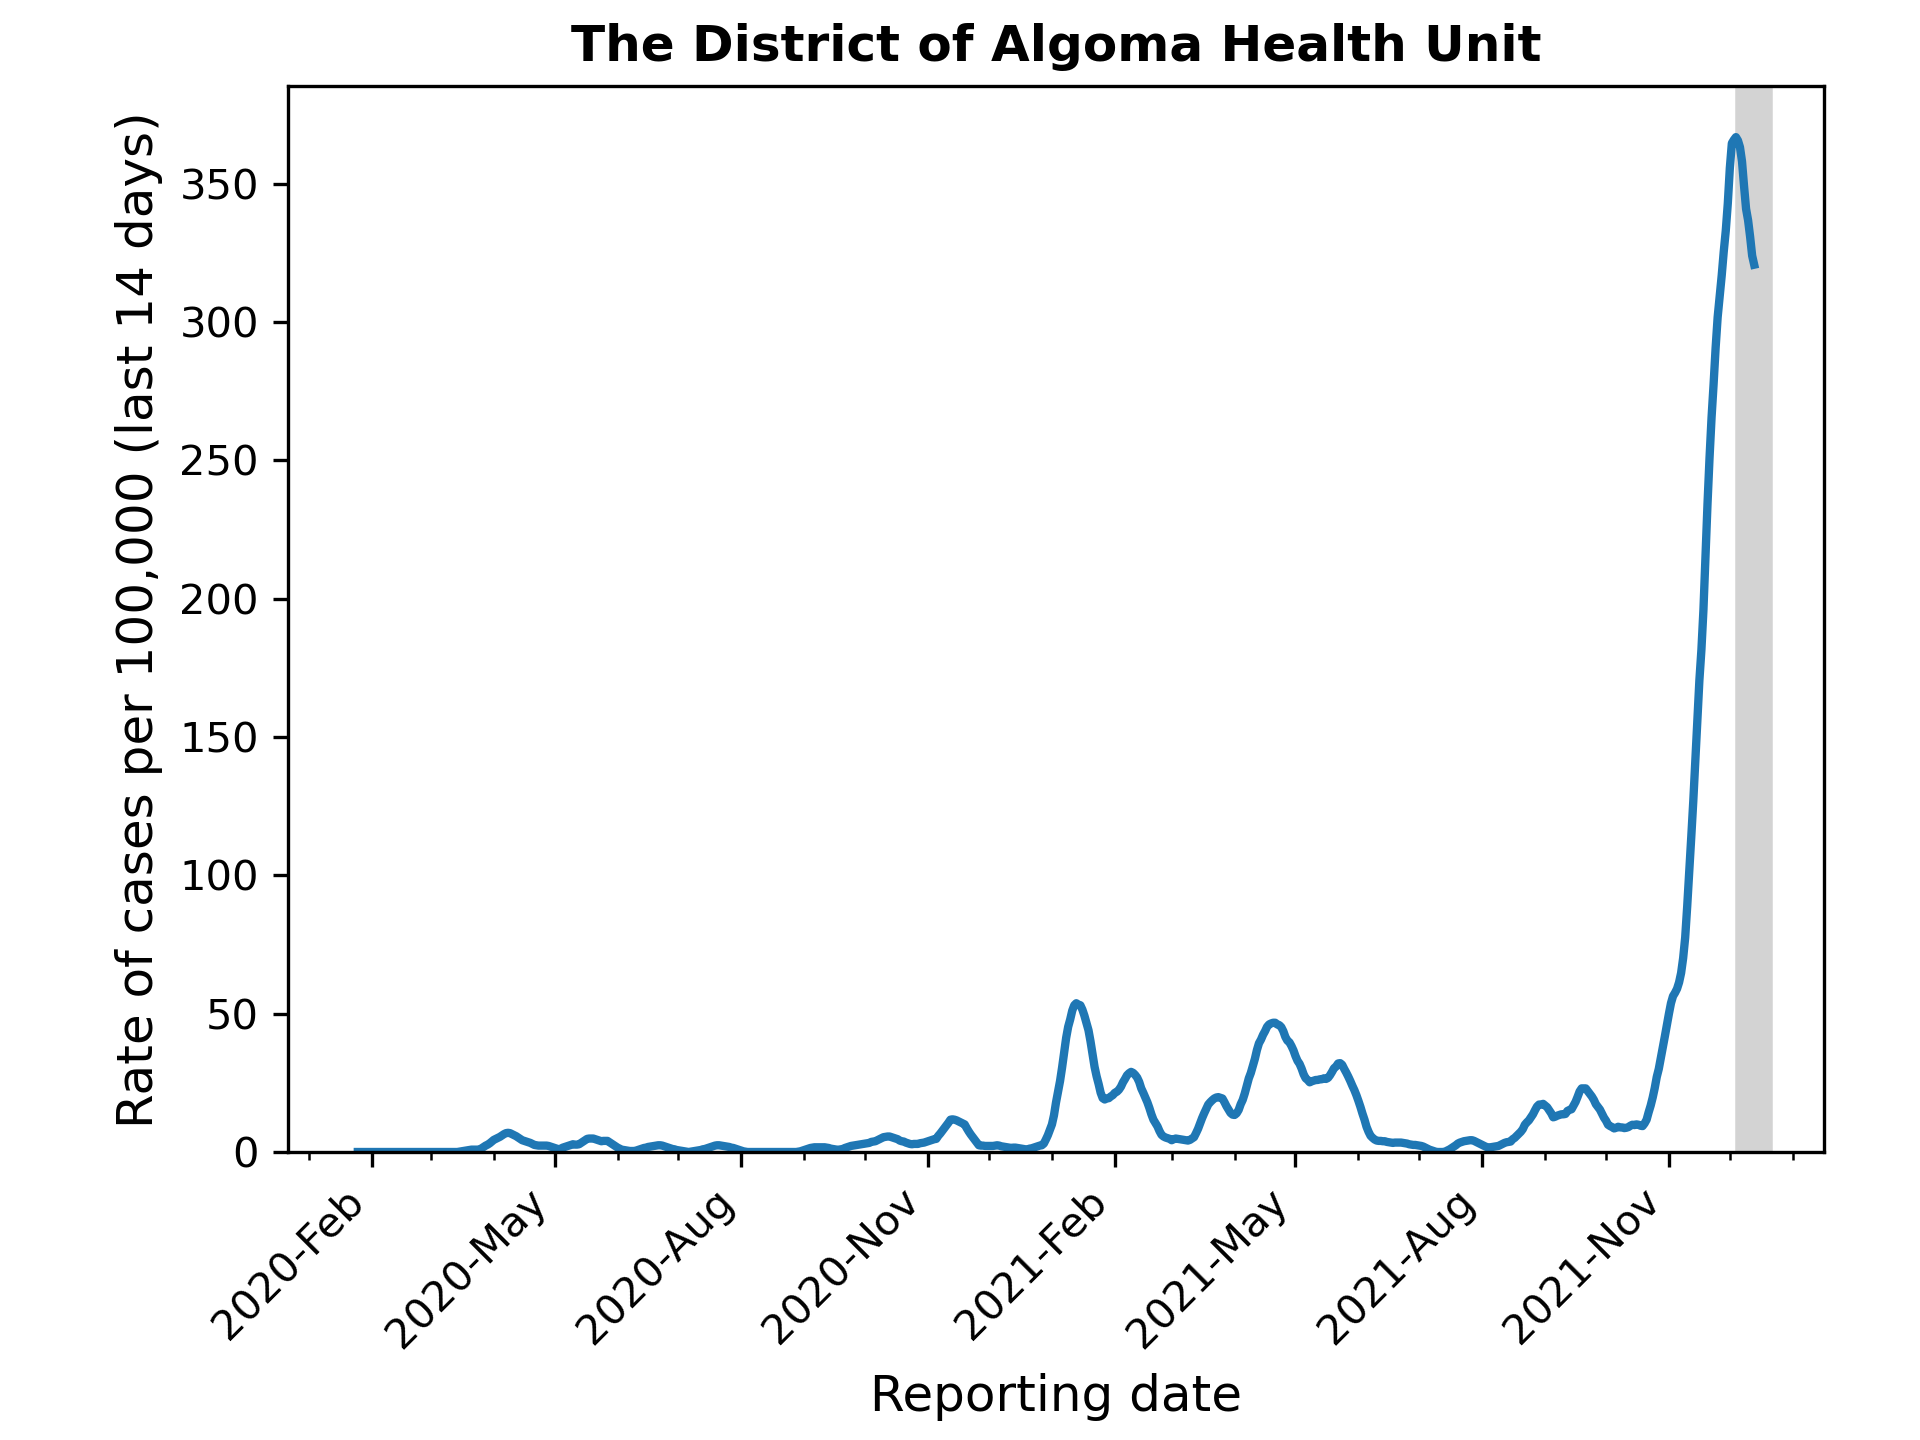 The District of Algoma Health Unit
Rate of cases per 100,000 (last 14 days)
350
300
250
200
150
100
50
0
2020-Feb
2020-May
2020-Aug
2020-Nov
2021-Feb
2021-May
2021-Aug
2021-Nov
Reporting date